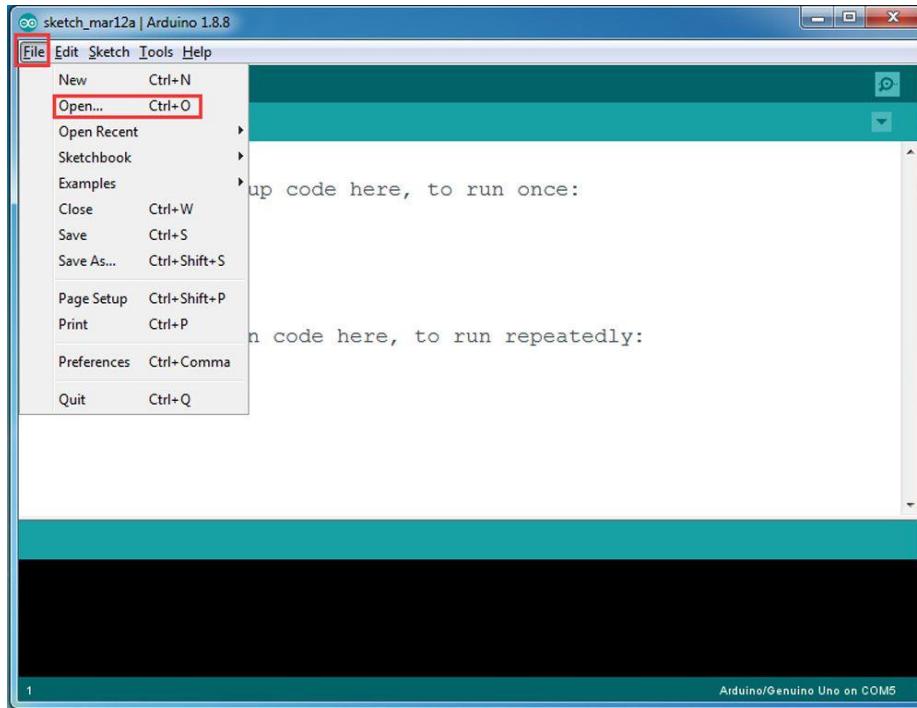 sketch_mar12a | Arduino 1.8.8
File Edit Sketch Tools Help
New Ctrl+N
Open... Ctrl+O
Open Recent
Sketchbook
Examples
Close Ctrl+W
Save Ctrl+S
Save As... Ctrl+Shift+S
Page Setup Ctrl+Shift+P
Print Ctrl+P
Preferences Ctrl+Comma
Quit Ctrl+Q
up code here, to run once:
n code here, to run repeatedly:
1
Arduino/Genuino Uno on COM5